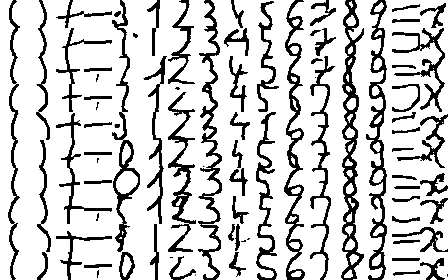 ( ) + - 1 2 3 4 5 6 7 8 9 =
( ) + - 1 2 3 4 5 6 7 8 9 =
( ) + - 1 2 3 4 5 6 7 8 9 = x
( ) + - 1 2 3 4 5 6 7 8 9
( ) + - 1 2 3 4 5 6 7 8 9 = x
( ) + - 0 1 2 3 4 5 6 7 8 9 = x
( ) + - 0 1 2 3 4 5 6 7 8 9 = x
( ) + - 1 2 3 4 5 6 7 8 9 = x
( ) + - 1 2 3 4 5 6 7 8 9 = x
( ) + - 0 1 2 3 4 5 6 7 8 9 = x